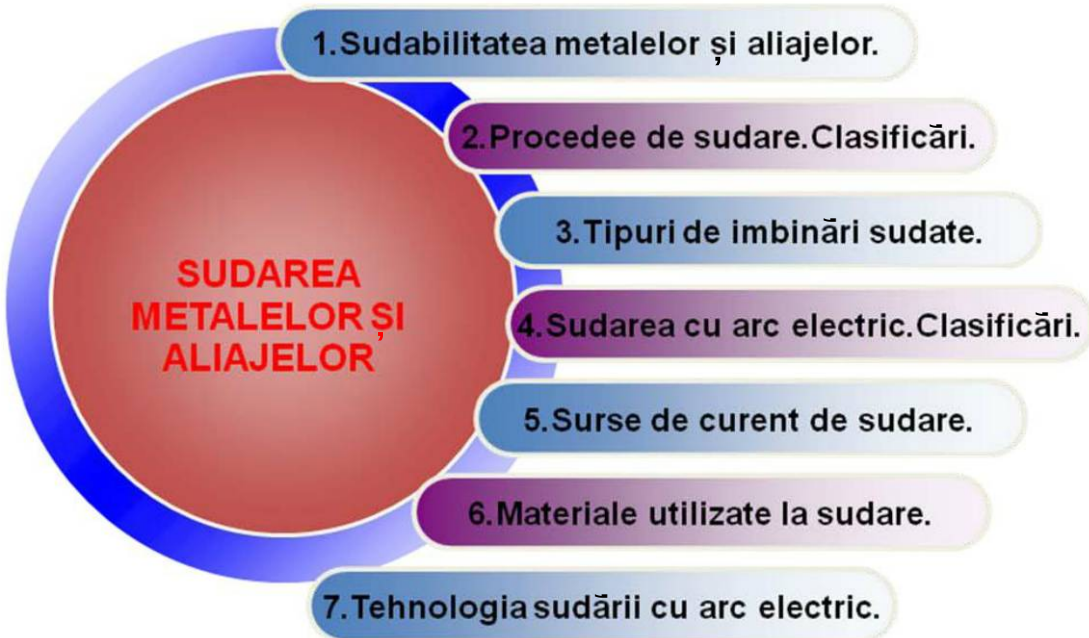 1.Sudabilitatea metalelor și aliajelor.
2.Procedee de sudare.Clasificări.
3.Tipuri de imbinări sudate.
SUDAREA
METALELOR ȘI
ALIAJELOR
4.Sudarea cu arc electric.Clasificări.
5.Surse de curent de sudare.
6.Materiale utilizate la sudare.
7.Tehnologia sudării cu arc electric.